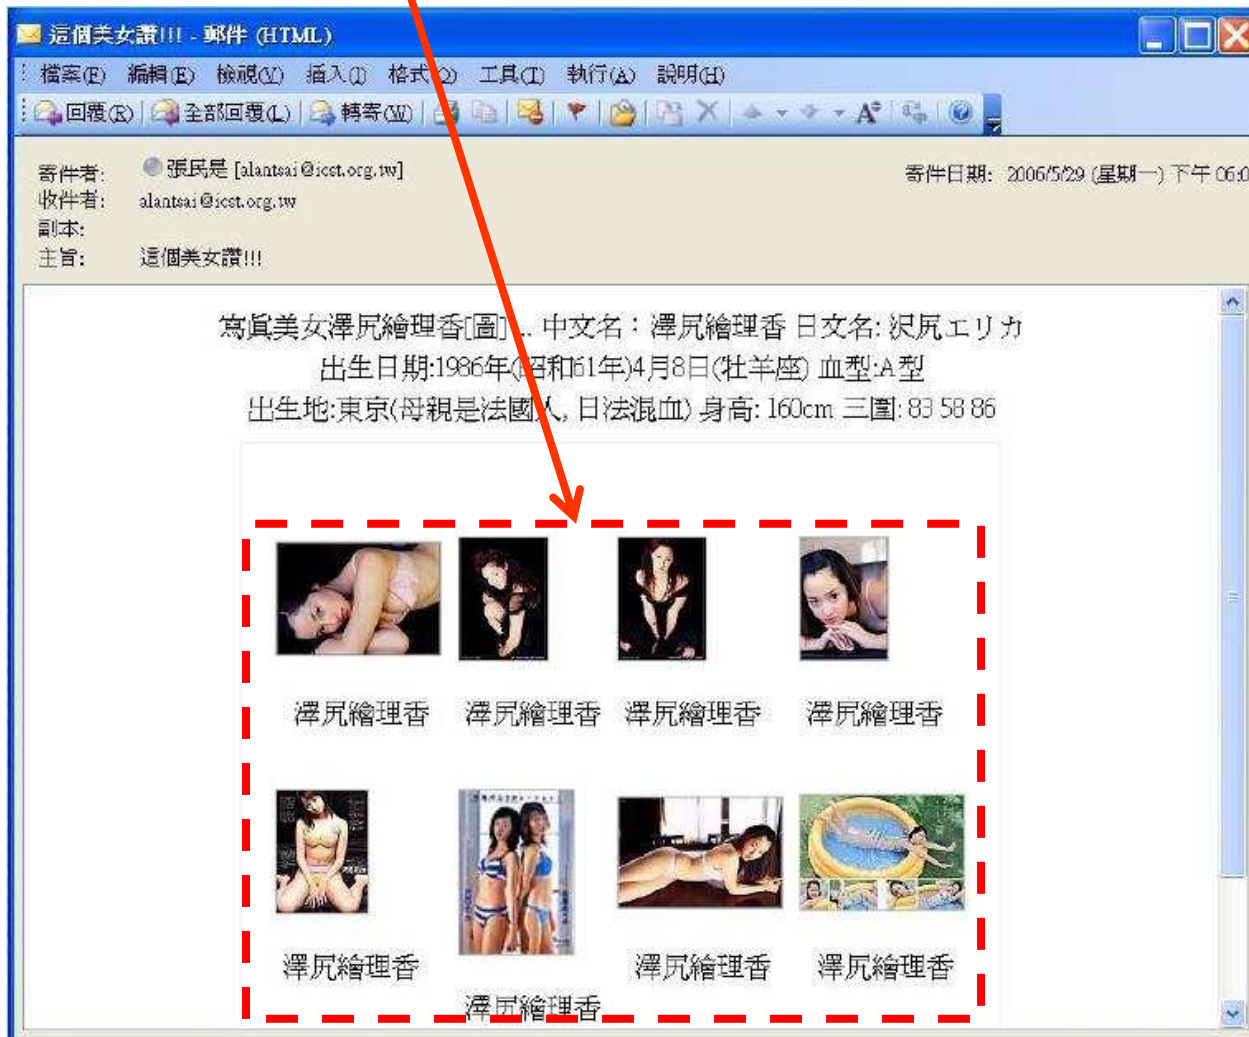 這個美女讚!!! - 郵件 (HTML)
檔案(F) 編輯(E) 檢視(V) 插入(I) 格式(O) 工具(T) 執行(A) 說明(H)
回覆(R) 全部回覆(L) 轉寄(W)
寄件者: 張民是 [alantsai@icst.org.tw] 寄件日期: 2006/5/29 (星期一) 下午 06:0
收件者: alantsai@icst.org.tw
副本:
主旨: 這個美女讚!!!
寫真美女澤尻繪理香[圖] ... 中文名：澤尻繪理香 日文名: 沢尻エリカ
出生日期:1986年(昭和61年)4月8日(牡羊座) 血型:A型
出生地:東京(母親是法國人, 日法混血) 身高: 160cm 三圍: 83 58 86
澤尻繪理香 澤尻繪理香 澤尻繪理香 澤尻繪理香
澤尻繪理香 澤尻繪理香 澤尻繪理香
澤尻繪理香